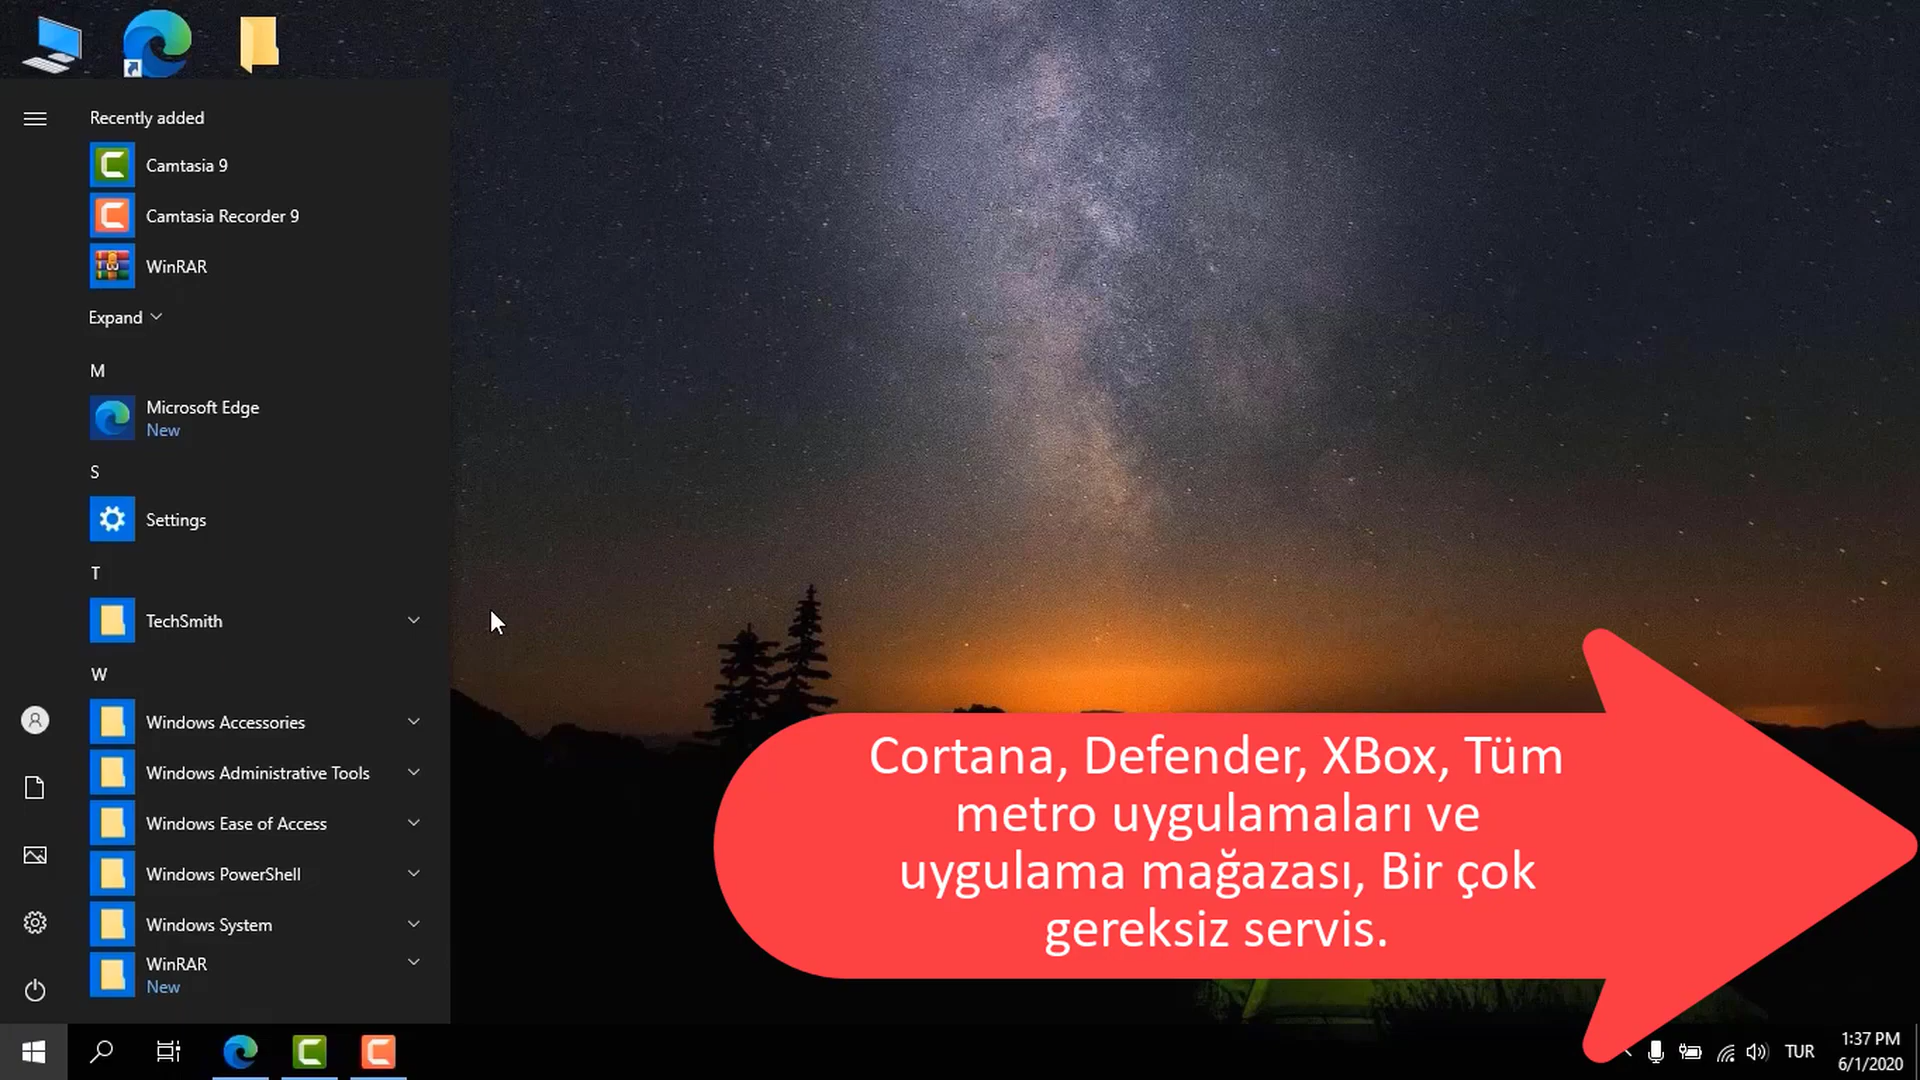 Recently added
Camtasia 9
Camtasia Recorder 9
WinRAR
Expand
M
Microsoft Edge
New
S
Settings
T
TechSmith
W
Windows Accessories
Windows Administrative Tools
Windows Ease of Access
Windows PowerShell
Windows System
WinRAR
New
Cortana, Defender, XBox, Tüm
metro uygulamaları ve
uygulama mağazası, Bir çok
gereksiz servis.
TUR
1:37 PM
6/1/2020